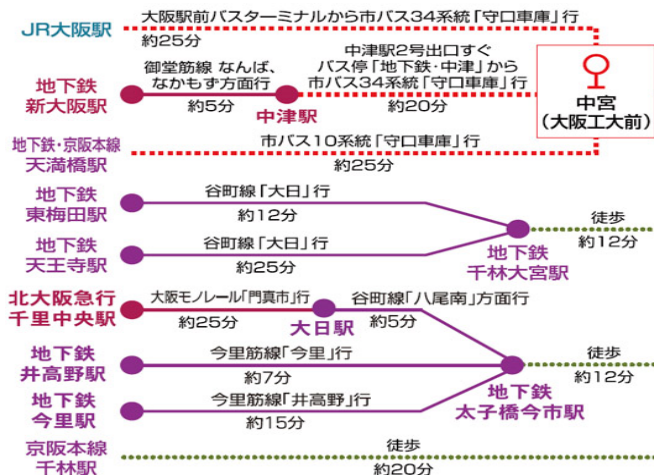 大阪駅前バスターミナルから市バス34系統「守口車庫」行
JR大阪駅
約25分
地下鉄
新大阪駅
御堂筋線 なんば、
なかもず方面行
約5分
中津駅
中津駅2号出口すぐ
バス停「地下鉄・中津」から
市バス34系統「守口車庫」行
約20分
中宮
(大阪工大前)
地下鉄・京阪本線
天満橋駅
市バス10系統「守口車庫」行
約25分
地下鉄
東梅田駅
谷町線「大日」行
約12分
地下鉄
天王寺駅
谷町線「大日」行
約25分
地下鉄
千林大宮駅
徒歩
約12分
北大阪急行
千里中央駅
大阪モノレール「門真市」行
約25分
大日駅
谷町線「八尾南」方面行
約5分
地下鉄
井高野駅
今里筋線「今里」行
約7分
地下鉄
今里駅
今里筋線「井高野」行
約15分
地下鉄
太子橋今市駅
徒歩
約12分
京阪本線
千林駅
徒歩
約20分